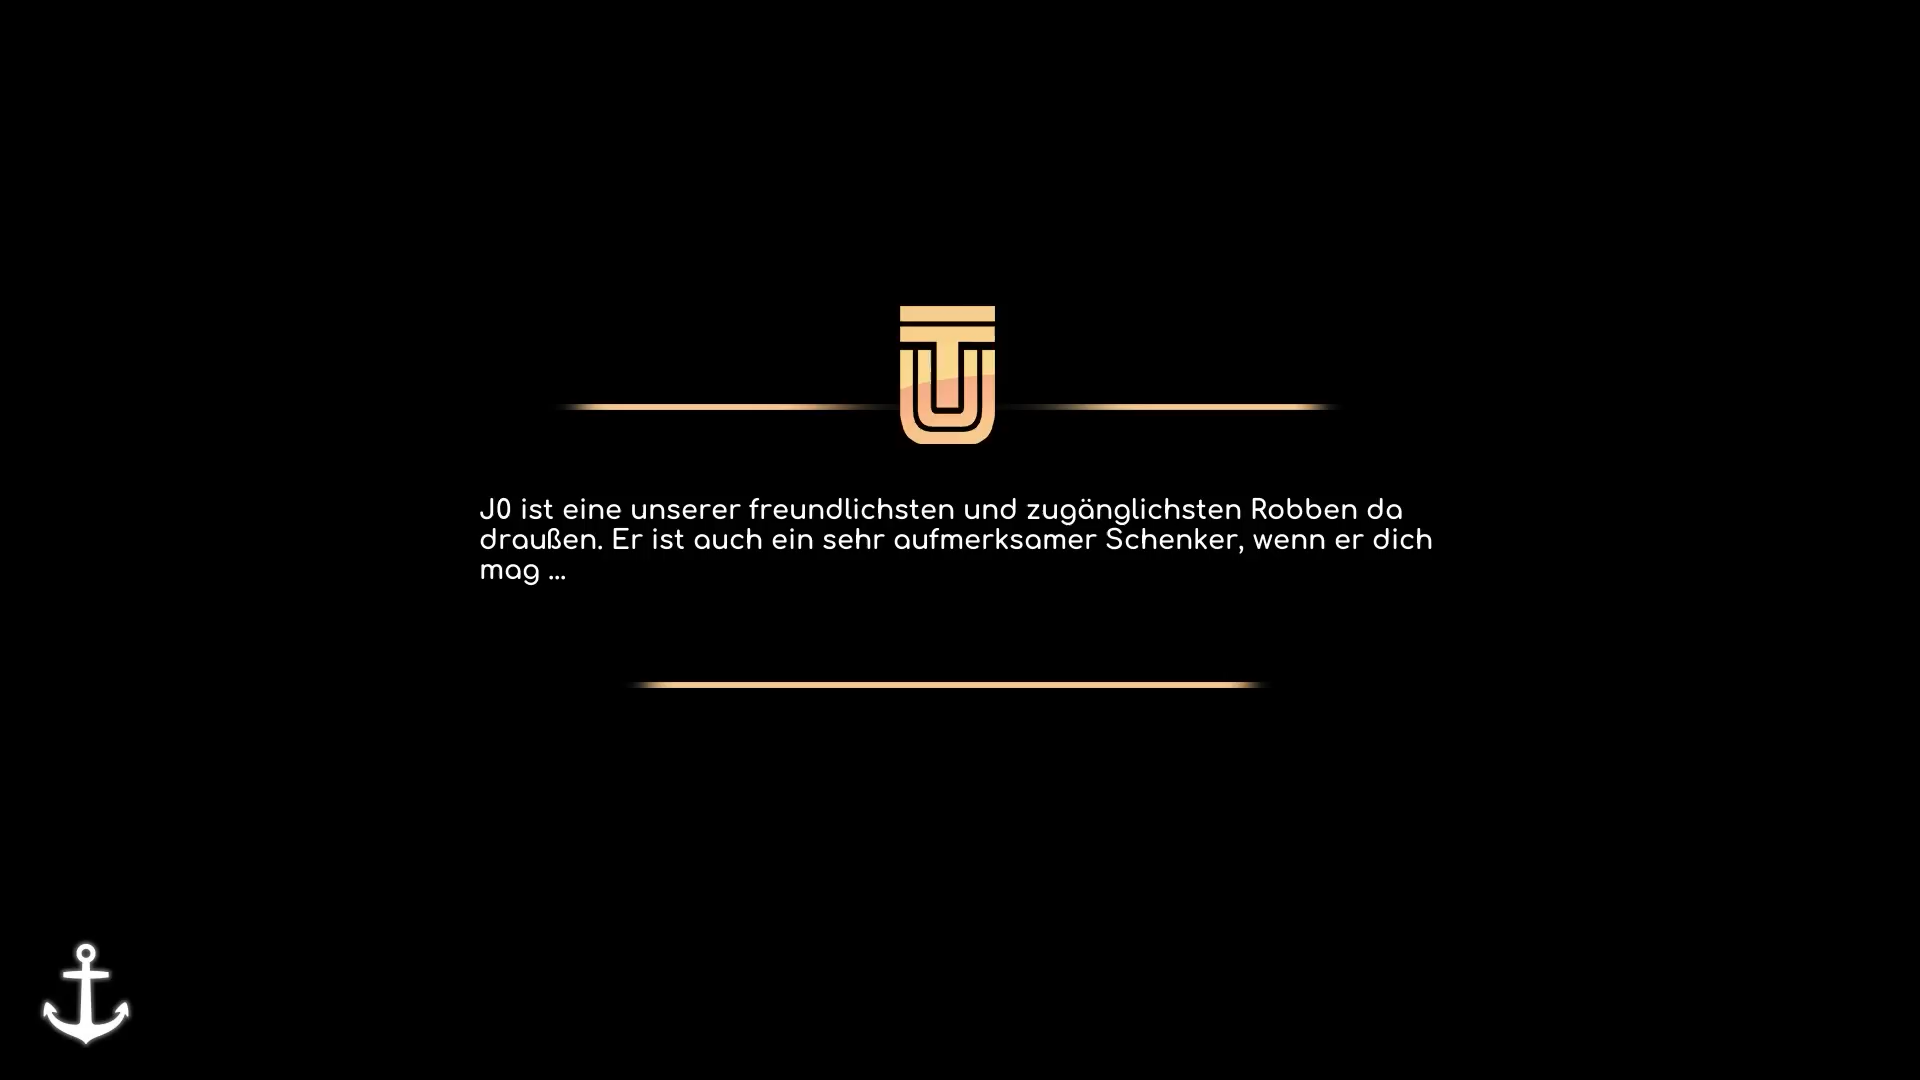 J0 ist eine unserer freundlichsten und zugänglichsten Robben da
draußen. Er ist auch ein sehr aufmerksamer Schenker, wenn er dich
mag ...